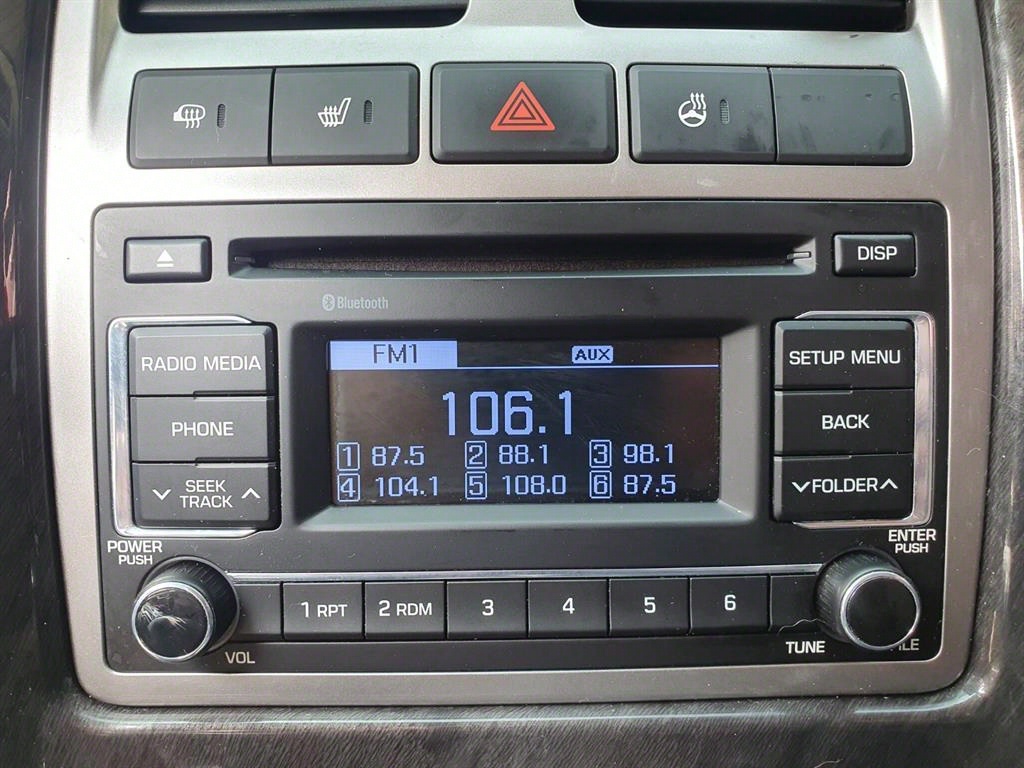 DISP
Bluetooth
FM1 AUX
RADIO MEDIA
SETUP MENU
106.1
PHONE
BACK
1 87.5 2 88.1 3 98.1
4 104.1 5 108.0 6 87.5
SEEK
TRACK
FOLDER
POWER
PUSH
ENTER
PUSH
1 RPT 2 RDM 3 4 5 6
VOL
TUNE